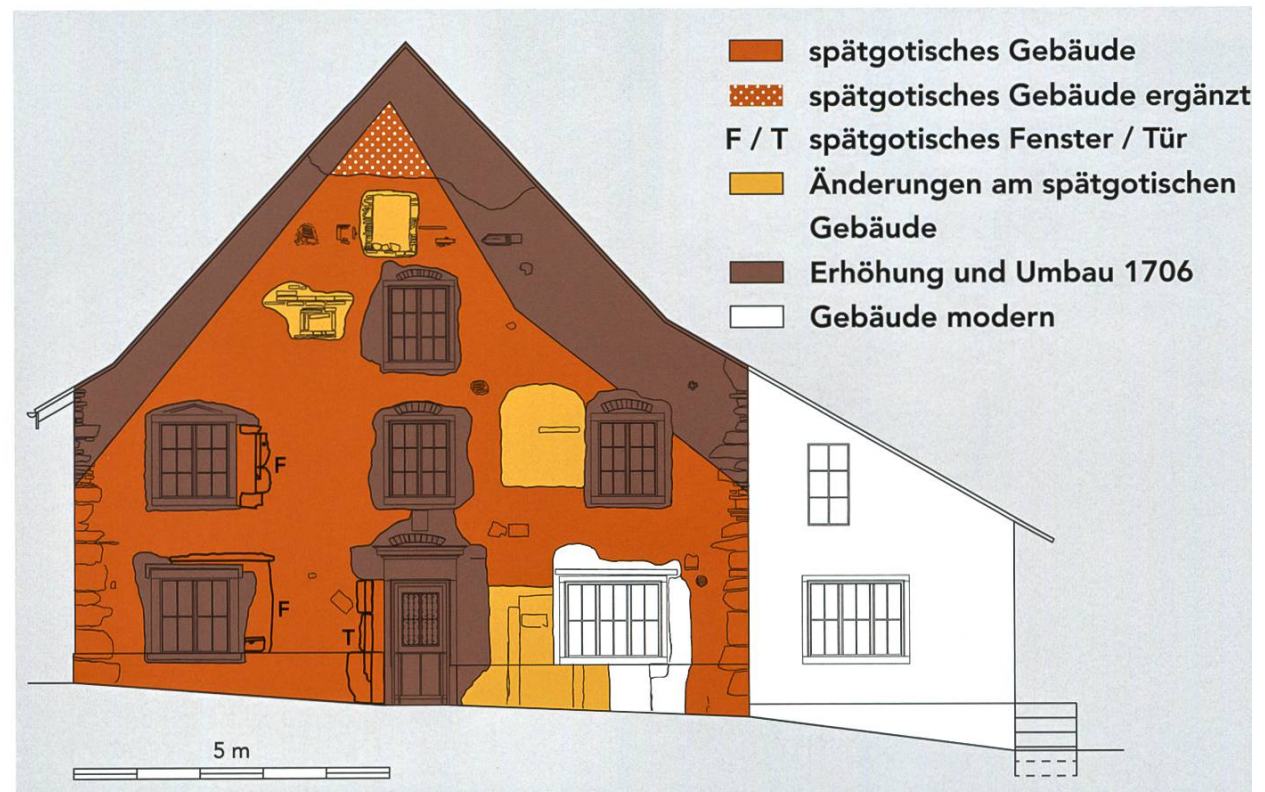 spätgotisches Gebäude
spätgotisches Gebäude ergänzt
F / T spätgotisches Fenster / Tür
Änderungen am spätgotischen
Gebäude
Erhöhung und Umbau 1706
Gebäude modern
F
F
T
5 m